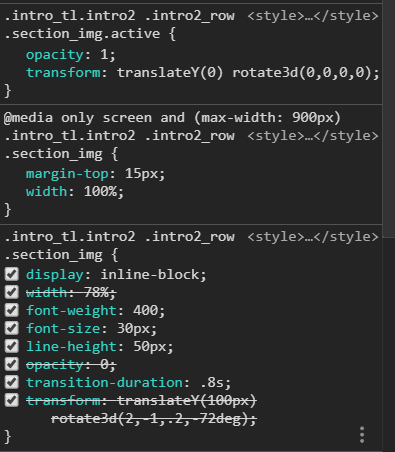 .intro_tl.intro2 .intro2_row <style>…</style>
.section_img.active {
opacity: 1;
transform: translateY(0) rotate3d(0,0,0,0);
}
@media only screen and (max-width: 900px)
.intro_tl.intro2 .intro2_row <style>…</style>
.section_img {
margin-top: 15px;
width: 100%;
}
.intro_tl.intro2 .intro2_row <style>…</style>
.section_img {
display: inline-block;
width: 78%;
font-weight: 400;
font-size: 30px;
line-height: 50px;
opacity: 0;
transition-duration: .8s;
transform: translateY(100px)
rotate3d(2,-1,.2,-72deg);
}